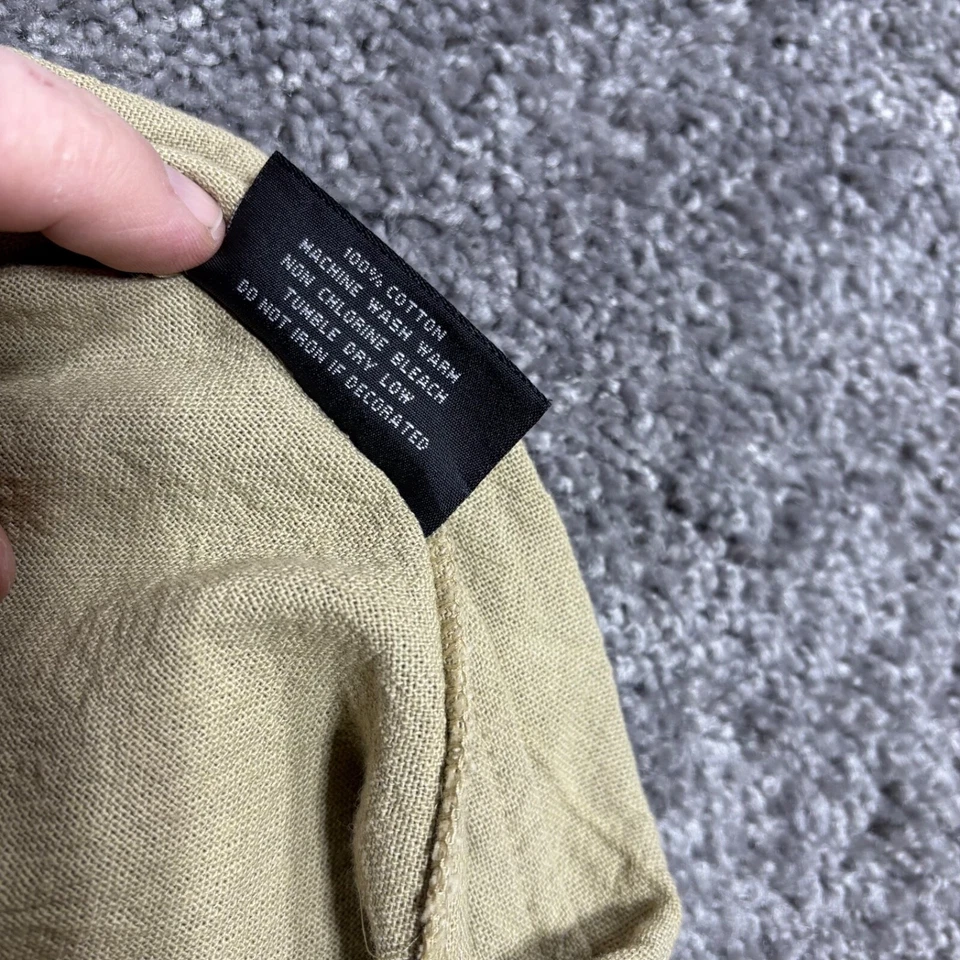 100% COTTON
MACHINE WASH WARM
NON CHLORINE BLEACH
TUMBLE DRY LOW
DO NOT IRON IF DECORATED